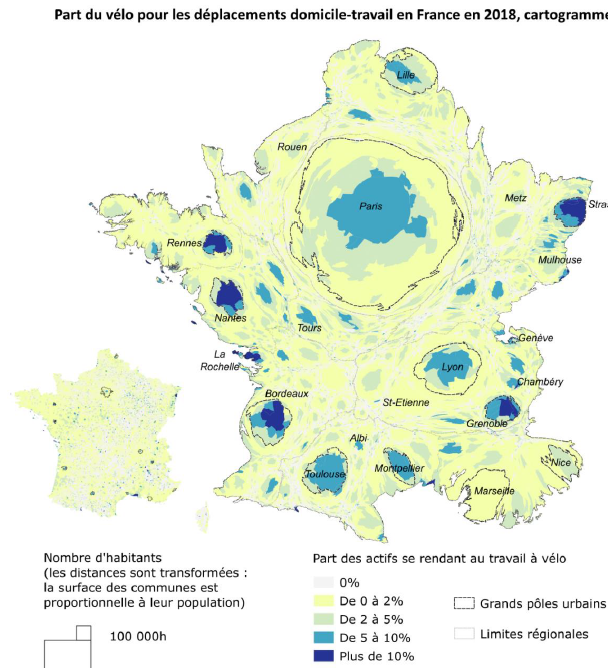 Part du vélo pour les déplacements domicile-travail en France en 2018, cartogramme
Lille
Rouen
Paris
Metz
Stras
Rennes
Mulhouse
Nantes
Tours
Genève
La
Rochelle
Lyon
Chambéry
Bordeaux
St-Etienne
Grenoble
Albi
Nice
Toulouse
Montpellier
Marseille
Nombre d'habitants
(les distances sont transformées :
la surface des communes est
proportionnelle à leur population)
100 000h
Part des actifs se rendant au travail à vélo
0%
De 0 à 2%
De 2 à 5%
De 5 à 10%
Plus de 10%
Grands pôles urbains
Limites régionales